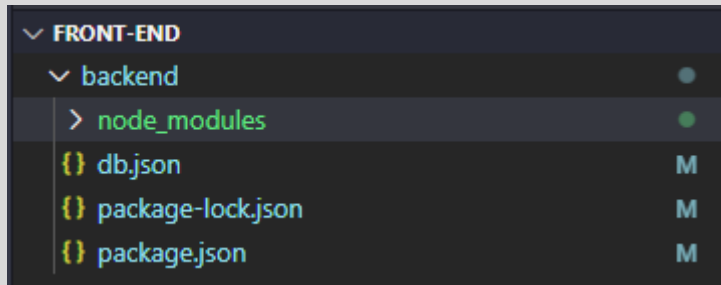 FRONT-END
backend
node_modules
{} db.json M
{} package-lock.json M
{} package.json M